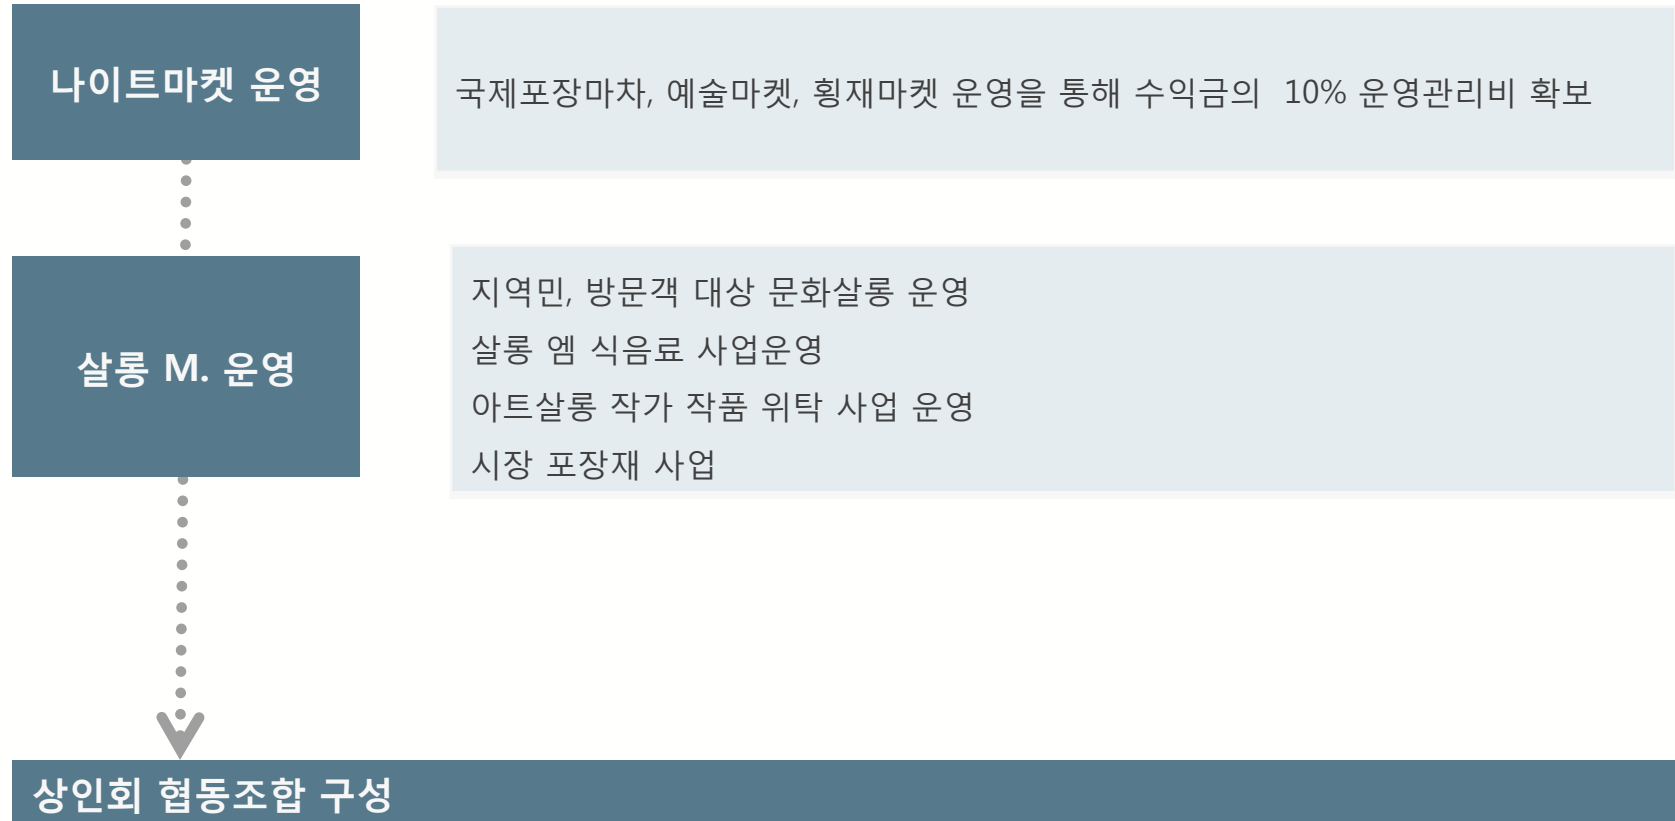 나이트마켓 운영
국제포장마차, 예술마켓, 횡재마켓 운영을 통해 수익금의 10% 운영관리비 확보
살롱 M. 운영
지역민, 방문객 대상 문화살롱 운영
살롱 엠 식음료 사업운영
아트살롱 작가 작품 위탁 사업 운영
시장 포장재 사업
상인회 협동조합 구성